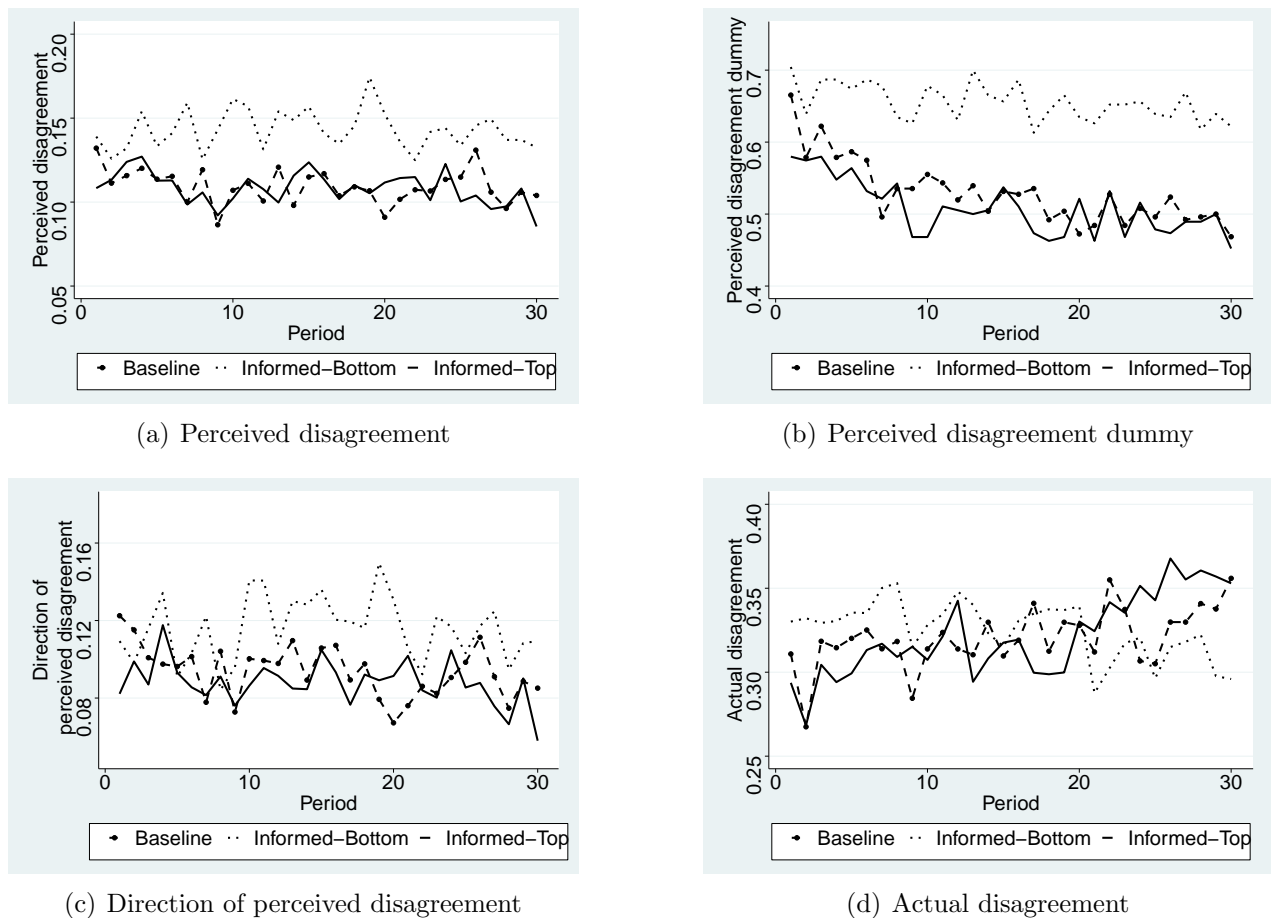 Perceived disagreement
0.20
0.15
0.10
0.05
0 10 20 30
Period
Baseline Informed−Bottom Informed−Top
(a) Perceived disagreement
Perceived disagreement dummy
0.7
0.6
0.5
0.4
0 10 20 30
Period
Baseline Informed−Bottom Informed−Top
(b) Perceived disagreement dummy
Direction of
perceived disagreement
0.16
0.12
0.08
0 10 20 30
Period
Baseline Informed−Bottom Informed−Top
(c) Direction of perceived disagreement
Actual disagreement
0.40
0.35
0.30
0.25
0 10 20 30
Period
Baseline Informed−Bottom Informed−Top
(d) Actual disagreement